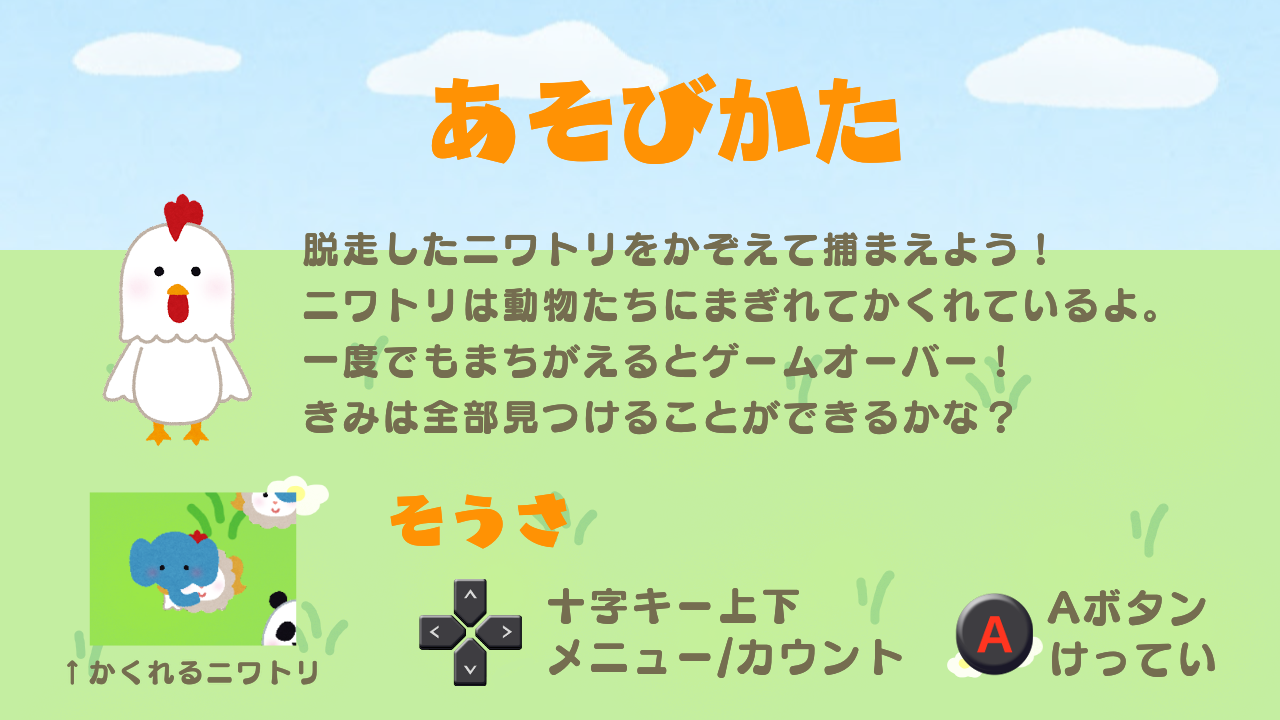 あそびかた
脱走したニワトリをかぞえて捕まえよう！
ニワトリは動物たちにまぎれてかくれているよ。
一度でもまちがえるとゲームオーバー！
きみは全部見つけることができるかな？
↑かくれるニワトリ
そうさ
十字キー上下
メニュー/カウント
A
Aボタン
けってい